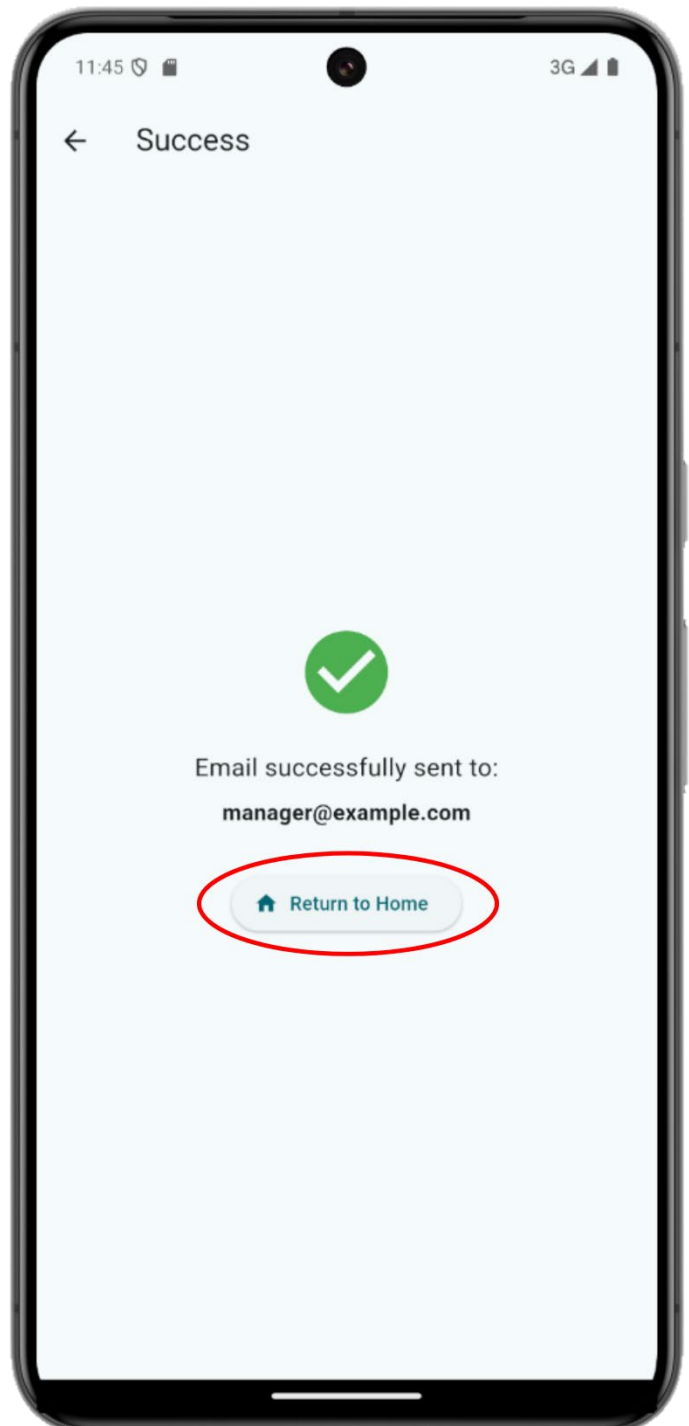 11:45 3G
Success
Email successfully sent to:
manager@example.com
Return to Home